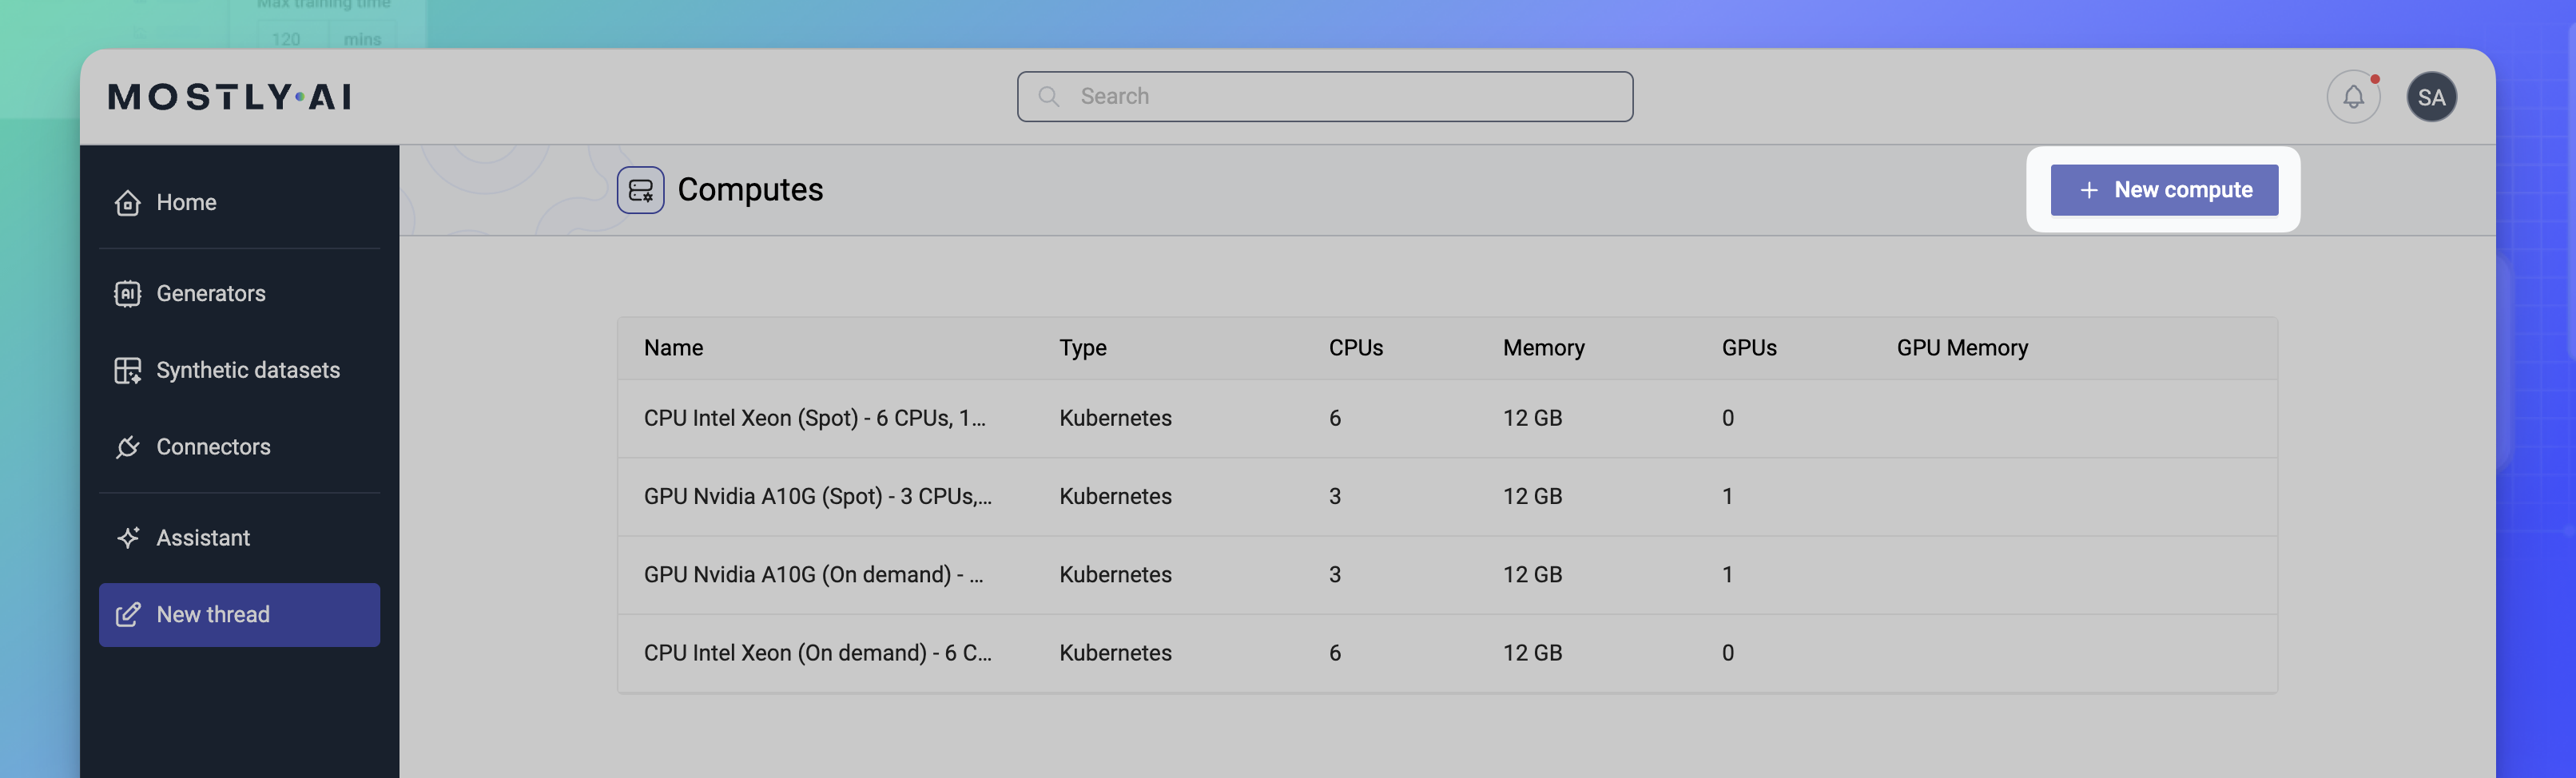 Max training time
120 mins
MOSTLY·AI
Search
SA
Home
Generators
Synthetic datasets
Connectors
Assistant
New thread
Computes
+ New compute
Name Type CPUs Memory GPUs GPU Memory
CPU Intel Xeon (Spot) - 6 CPUs, 1... Kubernetes 6 12 GB 0
GPU Nvidia A10G (Spot) - 3 CPUs,... Kubernetes 3 12 GB 1
GPU Nvidia A10G (On demand) - ... Kubernetes 3 12 GB 1
CPU Intel Xeon (On demand) - 6 C... Kubernetes 6 12 GB 0